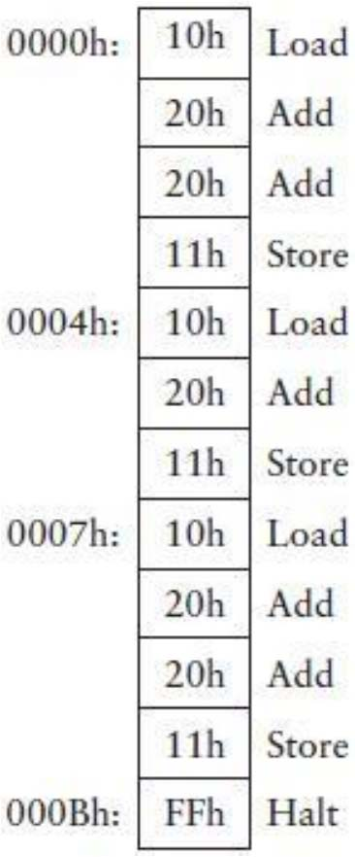 0000h: 10h Load
20h Add
20h Add
11h Store
0004h: 10h Load
20h Add
11h Store
0007h: 10h Load
20h Add
20h Add
11h Store
000Bh: FFh Halt